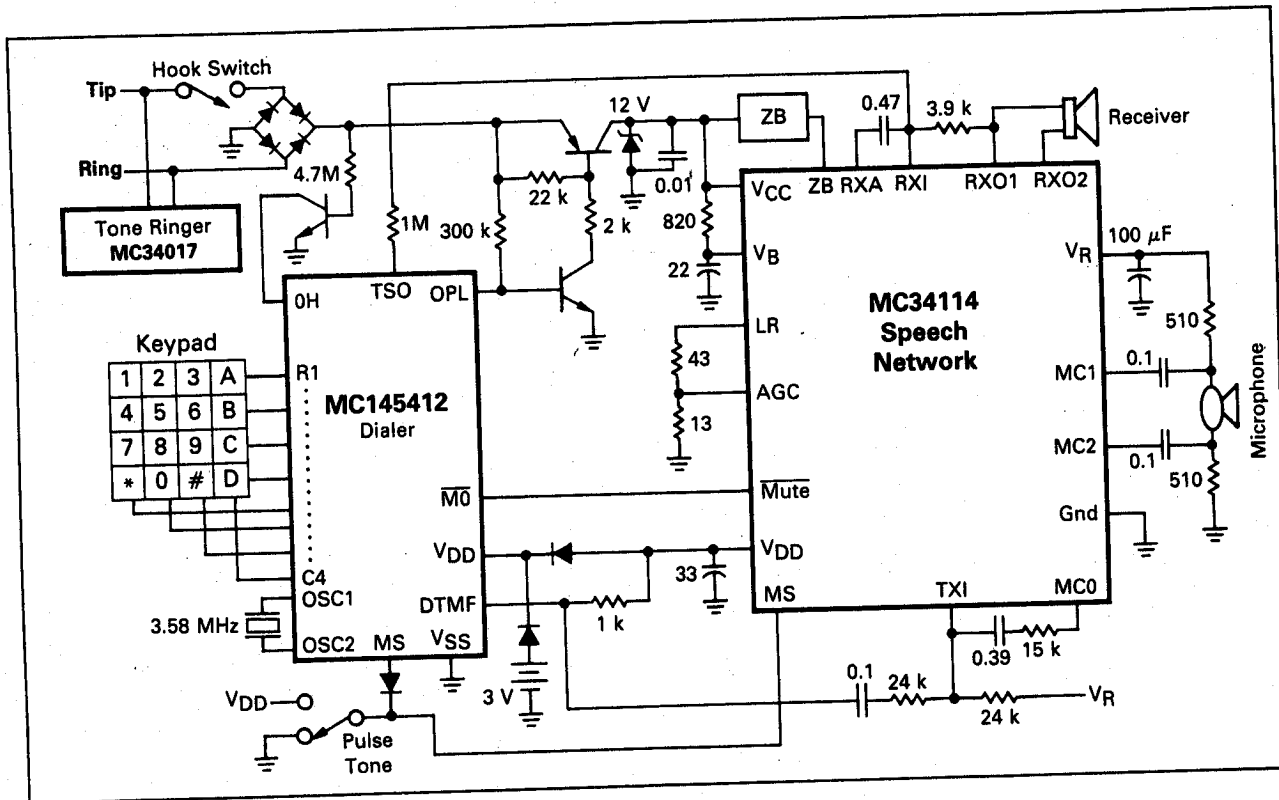 Hook Switch
Tip
Ring
Tone Ringer
MC34017
4.7M
1M
300 k
22 k
2 k
12 V
0.01
ZB
0.47
3.9 k
Receiver
VCC
ZB
RXA
RXI
RXO1
RXO2
820
VB
22
LR
43
AGC
13
MC34114
Speech
Network
VR
100 μF
510
MC1
0.1
Microphone
MC2
0.1
510
Gnd
Mute
VDD
33
MS
TXI
MC0
0.39
15 k
0H
TSO
OPL
Keypad
1 2 3 A
4 5 6 B
7 8 9 C
* 0 # D
R1
MC145412
Dialer
M0
VDD
C4
OSC1
DTMF
3.58 MHz
OSC2
MS
VSS
1 k
3 V
0.1
24 k
24 k
VR
VDD
Pulse
Tone